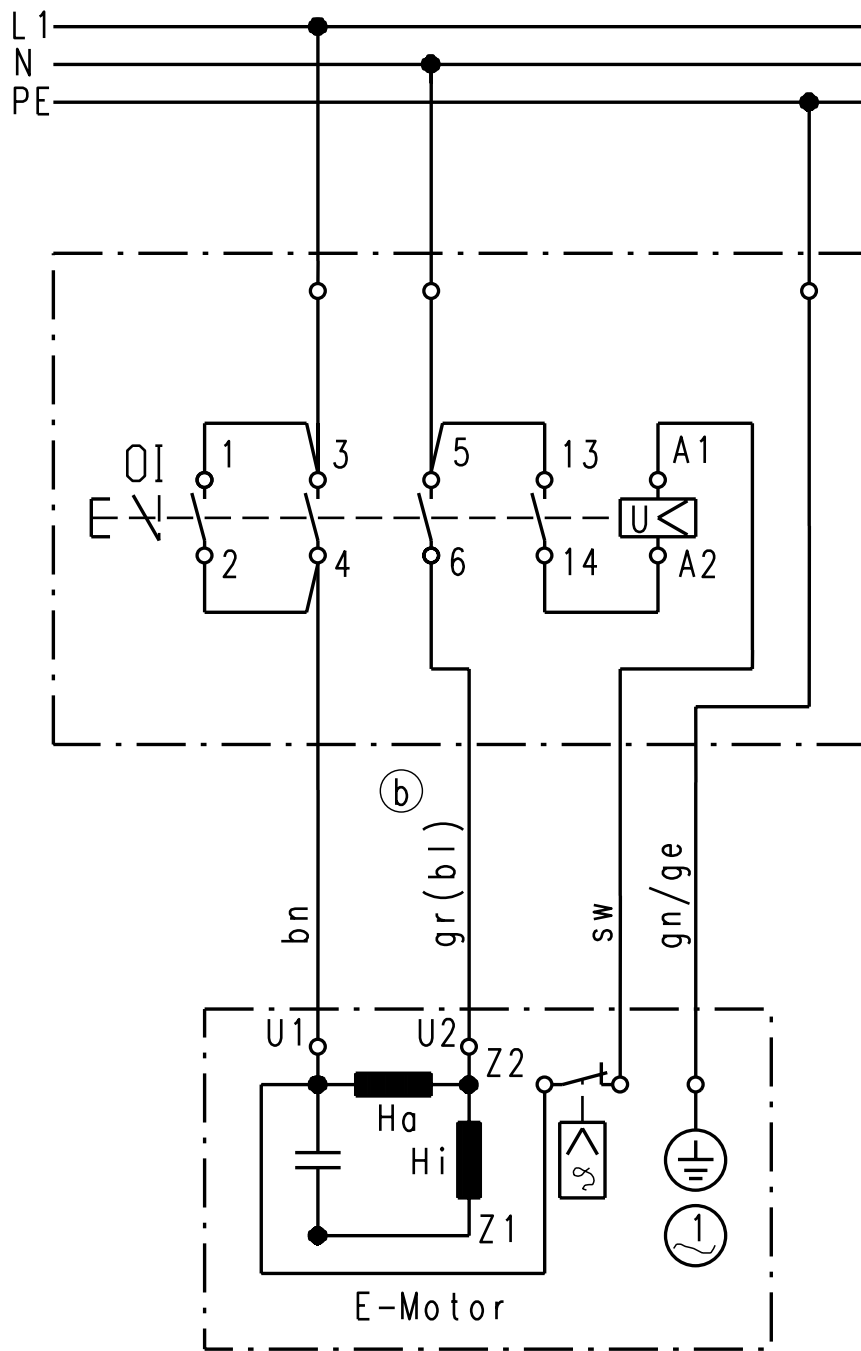 L1
N
PE
OI 1 3 5 13 A1
U <
2 4 6 14 A2
b
bn gr(bl) sw gn/ge
U1 U2 Z2
Ha
Hi
Z1 1
E-Motor